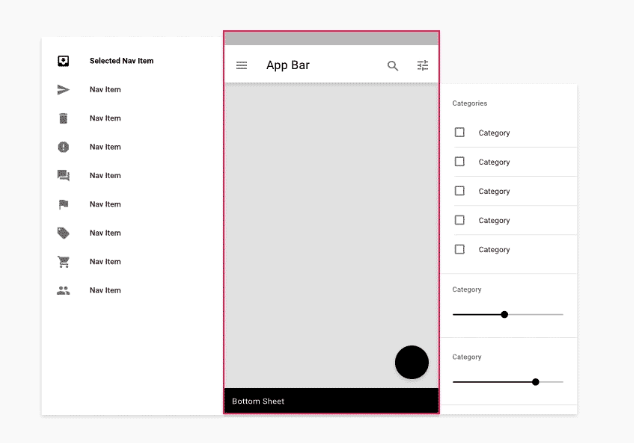 Selected Nav Item
Nav Item
Nav Item
Nav Item
Nav Item
Nav Item
Nav Item
Nav Item
Nav Item
App Bar
Bottom Sheet
Categories
Category
Category
Category
Category
Category
Category
Category